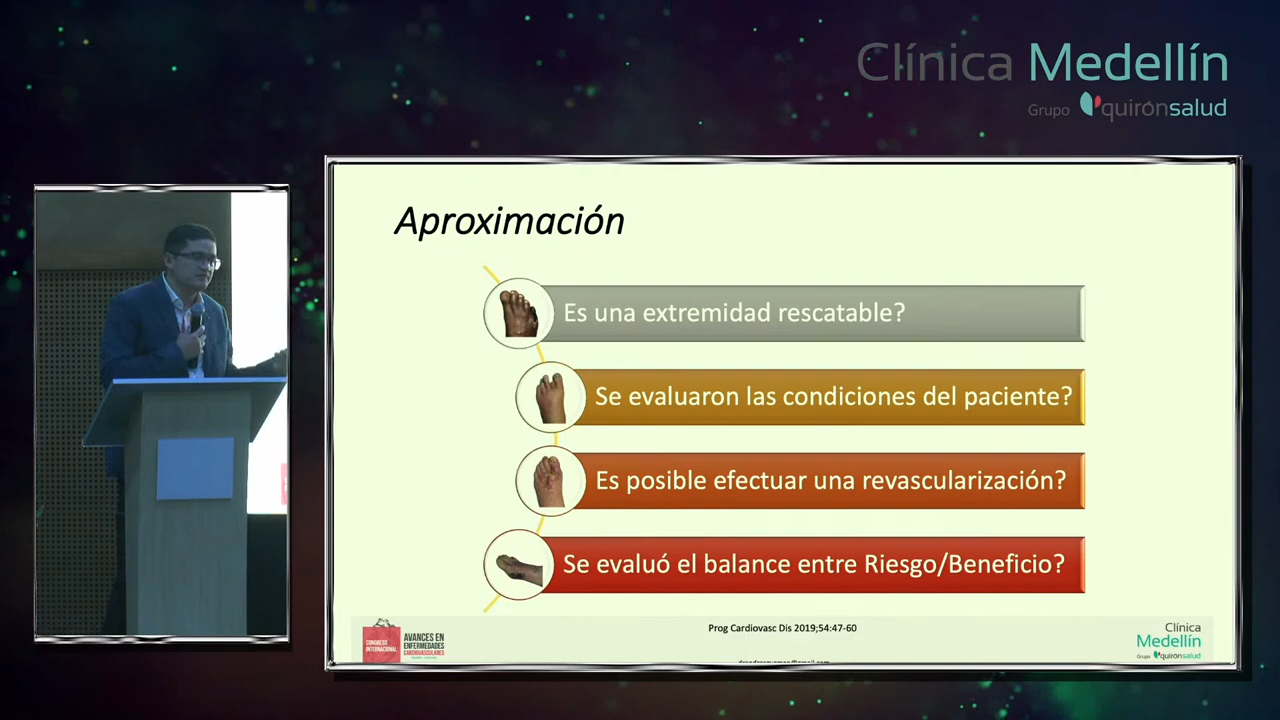 Clínica Medellín
Grupo quirónsalud
Aproximación
Es una extremidad rescatable?
Se evaluaron las condiciones del paciente?
Es posible efectuar una revascularización?
Se evaluó el balance entre Riesgo/Beneficio?
CONGRESO
INTERNACIONAL
AVANCES EN
ENFERMEDADES
CARDIOVASCULARES
Prog Cardiovasc Dis 2019;54:47-60
Clínica
Medellín
Grupo quirónsalud